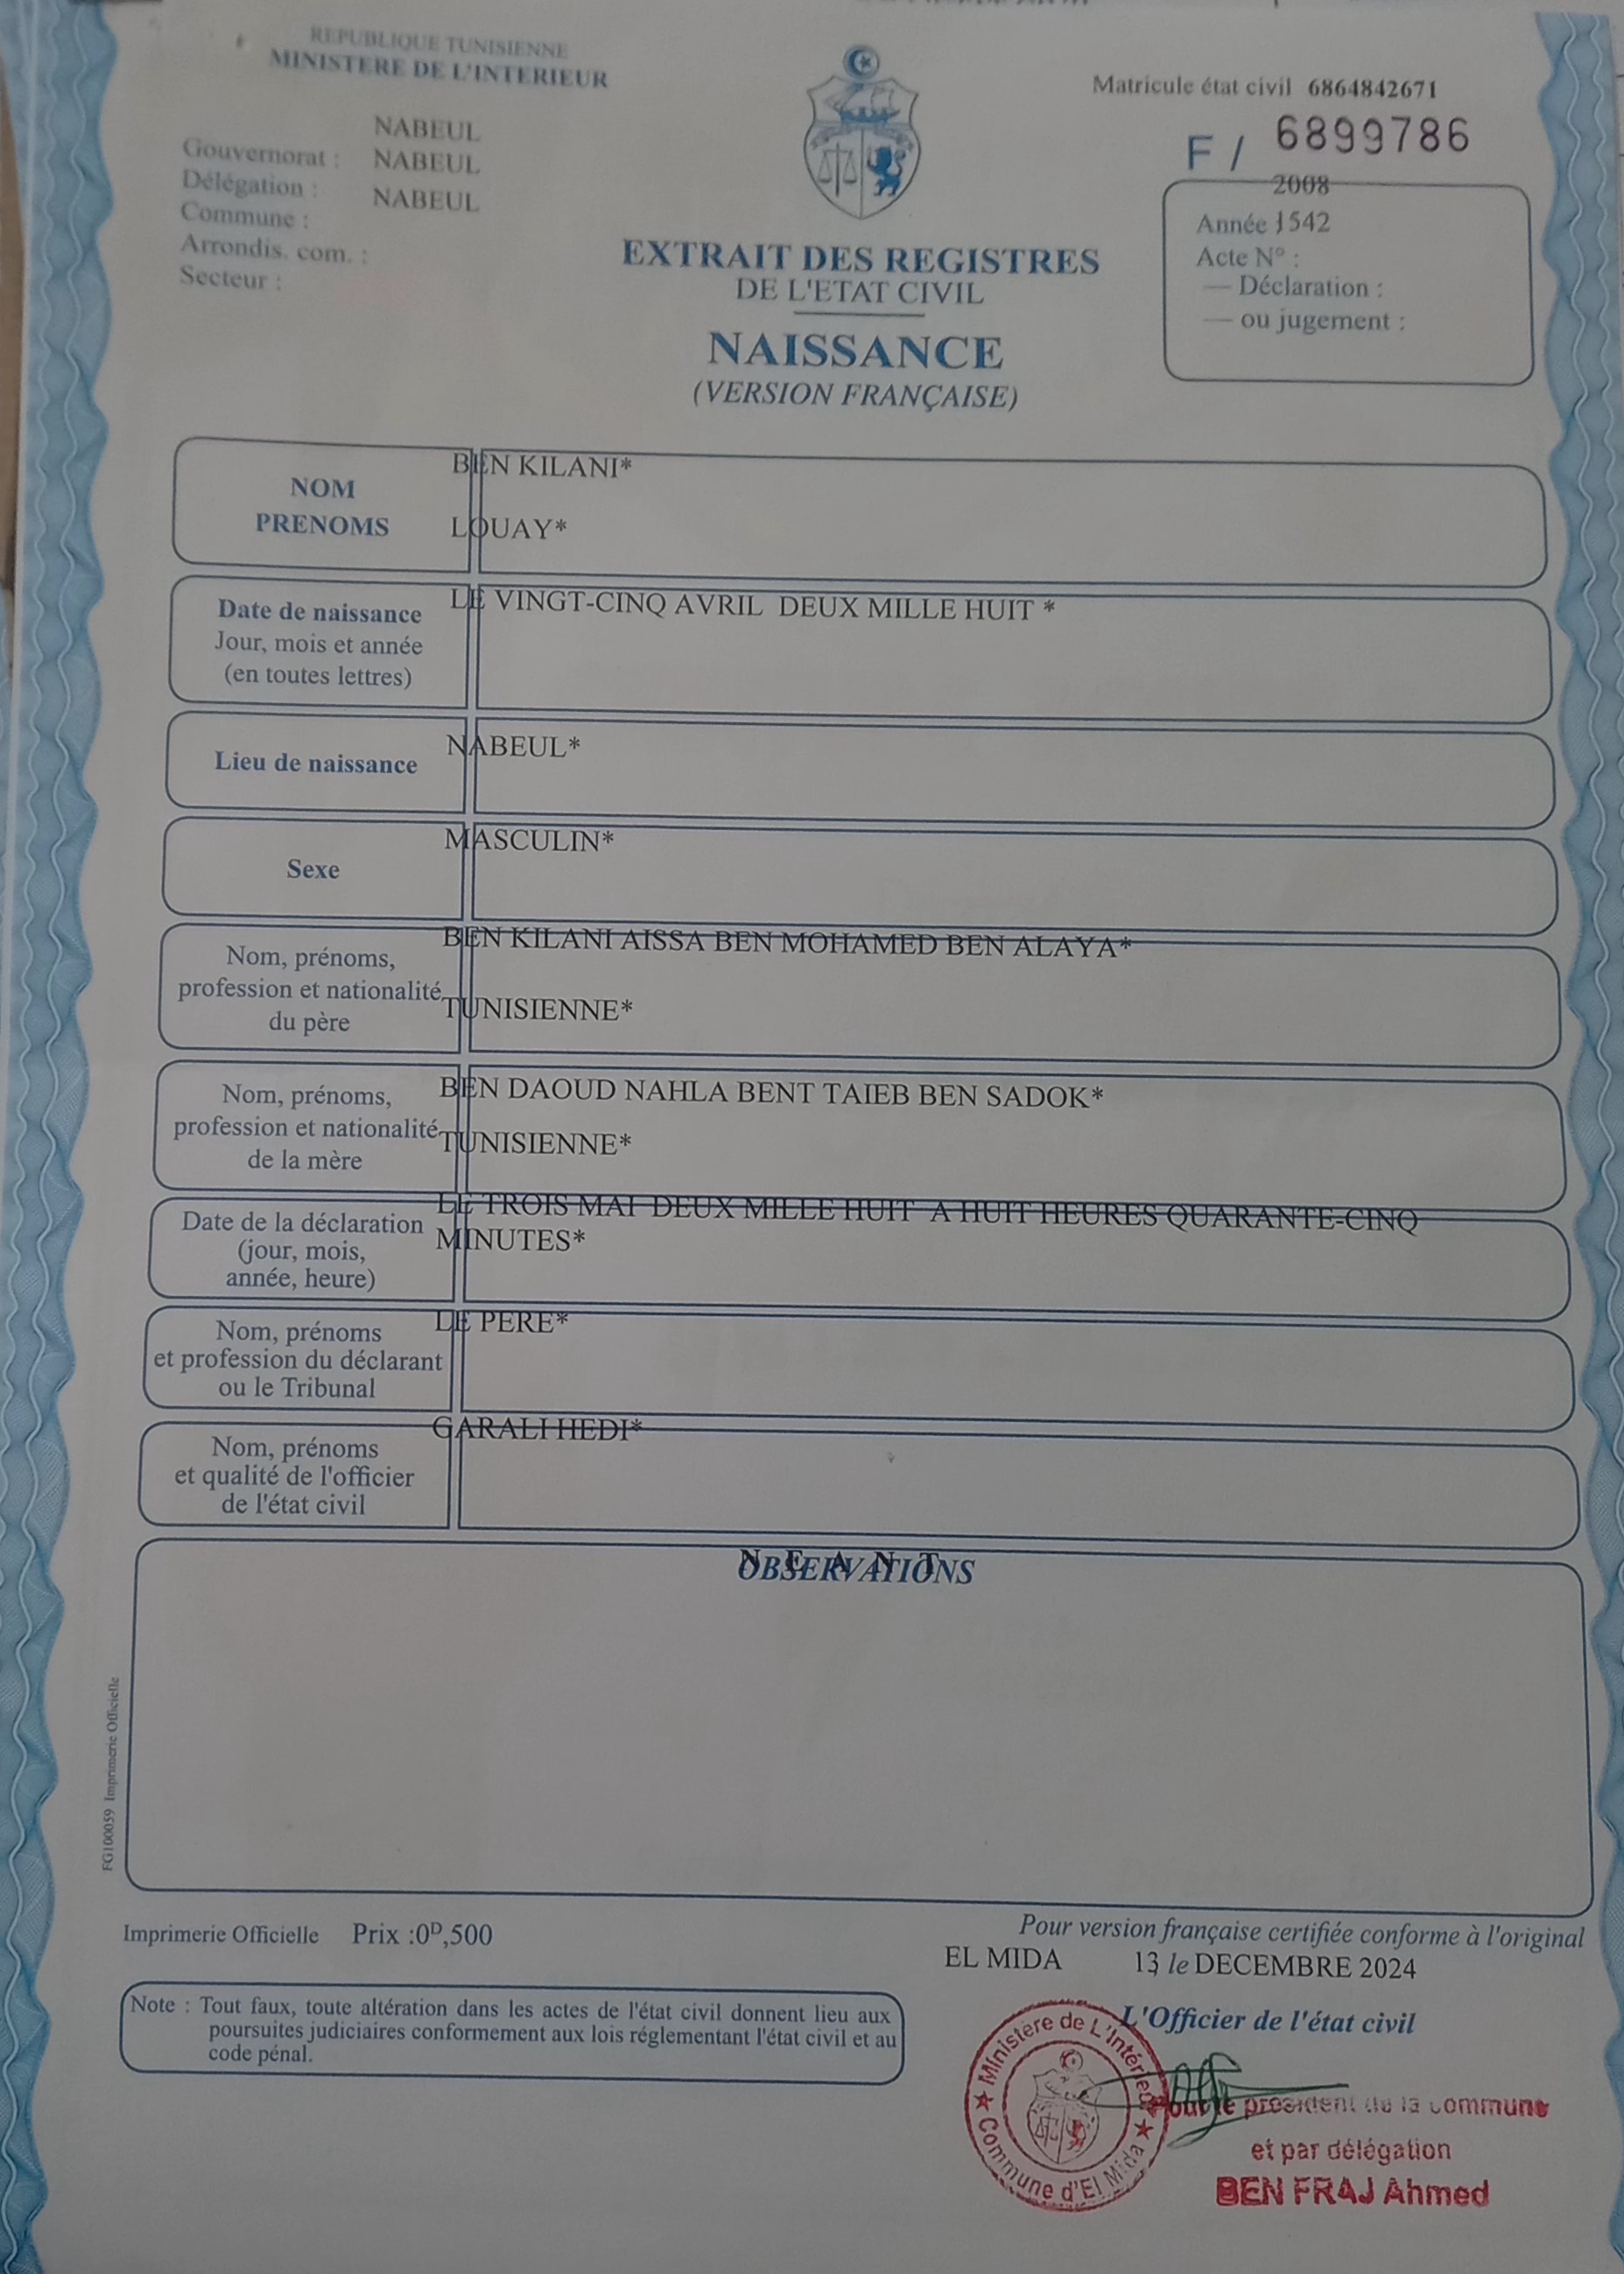 REPUBLIQUE TUNISIENNE
MINISTERE DE L'INTERIEUR
NABEUL
Gouvernorat : NABEUL
Délégation : NABEUL
Commune :
Arrondis. com. :
Secteur :
Matricule état civil 6864842671
F / 6899786
2008
Année 1542
Acte N° :
— Déclaration :
— ou jugement :
EXTRAIT DES REGISTRES
DE L'ETAT CIVIL
NAISSANCE
(VERSION FRANÇAISE)
NOM BEN KILANI*
PRENOMS LOUAY*
Date de naissance LE VINGT-CINQ AVRIL DEUX MILLE HUIT *
Jour, mois et année
(en toutes lettres)
Lieu de naissance NABEUL*
Sexe MASCULIN*
Nom, prénoms, BEN KILANI AISSA BEN MOHAMED BEN ALAYA*
profession et nationalité TUNISIENNE*
du père
Nom, prénoms, BEN DAOUD NAHLA BENT TAIEB BEN SADOK*
profession et nationalité TUNISIENNE*
de la mère
Date de la déclaration LE TROIS MAI DEUX MILLE HUIT A HUIT HEURES QUARANTE-CINQ
(jour, mois, MINUTES*
année, heure)
Nom, prénoms LE PERE*
et profession du déclarant
ou le Tribunal
Nom, prénoms GARALI HEDI*
et qualité de l'officier
de l'état civil
N E A N T
OBSERVATIONS
FG100059 Imprimerie Officielle
Imprimerie Officielle Prix :0D,500
Pour version française certifiée conforme à l'original
EL MIDA 13 le DECEMBRE 2024
Note : Tout faux, toute altération dans les actes de l'état civil donnent lieu aux
poursuites judiciaires conformement aux lois réglementant l'état civil et au
code pénal.
L'Officier de l'état civil
Ministère de L'Intérieur
Commune d'El Mida
Pour le président de la commune
et par délégation
BEN FRAJ Ahmed